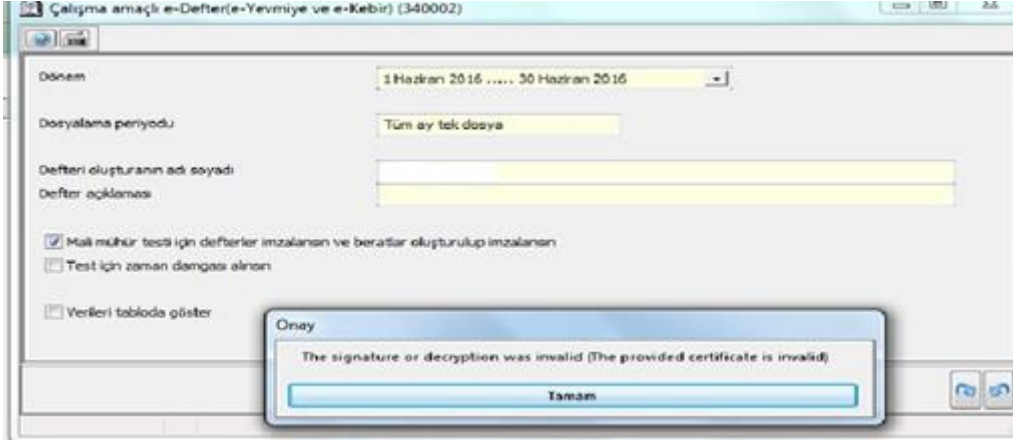 Çalışma amaçlı e-Defter(e-Yevmiye ve e-Kebir) (340002)
Dönem
1 Haziran 2016 ..... 30 Haziran 2016
Dosyalama periyodu
Tüm ay tek dosya
Defteri oluşturanın adı soyadı
Defter açıklaması
Mali mühür testi için defterler imzalansın ve beratlar oluşturulup imzalansın
Test için zaman damgası alınsın
Verileri tabloda göster
Onay
The signature or decryption was invalid (The provided certificate is invalid)
Tamam